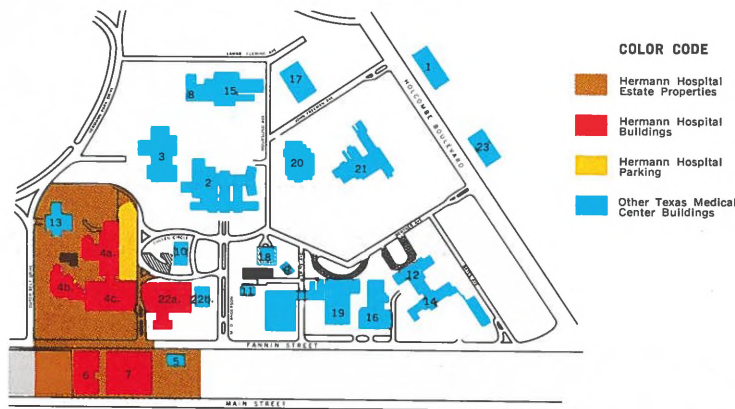 COLOR CODE
Hermann Hospital
Estate Properties
Hermann Hospital
Buildings
Hermann Hospital
Parking
Other Texas Medical
Center Buildings
HOLCOMBE BOULEVARD
1
17
8
15
3
2
20
21
23
13
4a.
4b.
4c.
10
18
9
11
22a.
22b.
19
16
12
14
FANNIN STREET
5
6
7
MAIN STREET